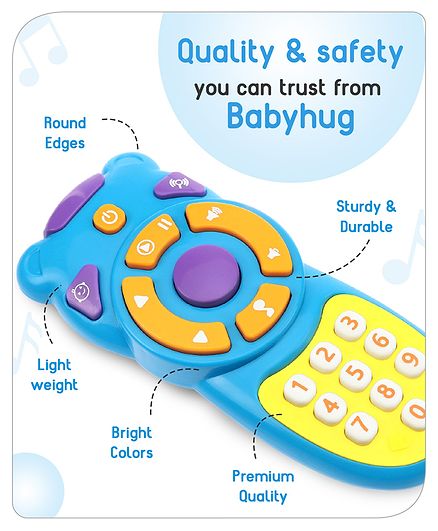 Quality & safety
you can trust from
Babyhug
Round
Edges
Sturdy &
Durable
Light
weight
Bright
Colors
Premium
Quality
3
6
9
2
5
8
1
4
7
0